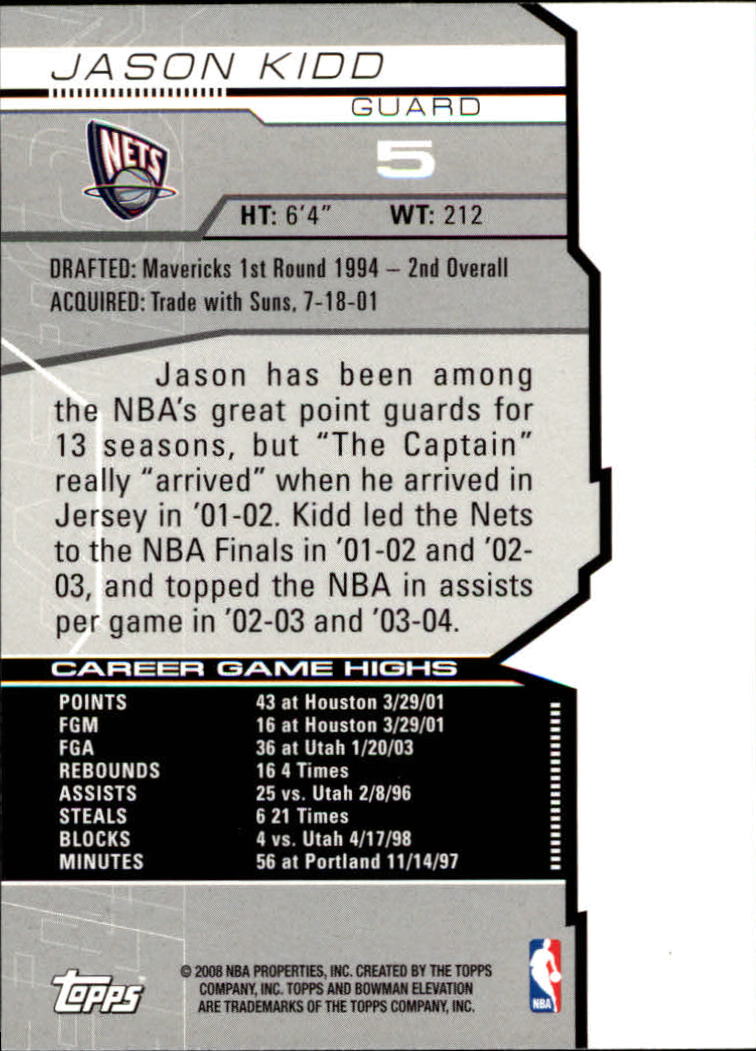 JASON KIDD
GUARD
NETS
5
HT: 6'4" WT: 212
DRAFTED: Mavericks 1st Round 1994 – 2nd Overall
ACQUIRED: Trade with Suns, 7-18-01
Jason has been among
the NBA's great point guards for
13 seasons, but "The Captain"
really "arrived" when he arrived in
Jersey in '01-02. Kidd led the Nets
to the NBA Finals in '01-02 and '02-
03, and topped the NBA in assists
per game in '02-03 and '03-04.
CAREER GAME HIGHS
POINTS 43 at Houston 3/29/01
FGM 16 at Houston 3/29/01
FGA 36 at Utah 1/20/03
REBOUNDS 16 4 Times
ASSISTS 25 vs. Utah 2/8/96
STEALS 6 21 Times
BLOCKS 4 vs. Utah 4/17/98
MINUTES 56 at Portland 11/14/97
Topps
© 2008 NBA PROPERTIES, INC. CREATED BY THE TOPPS
COMPANY, INC. TOPPS AND BOWMAN ELEVATION
ARE TRADEMARKS OF THE TOPPS COMPANY, INC.
NBA